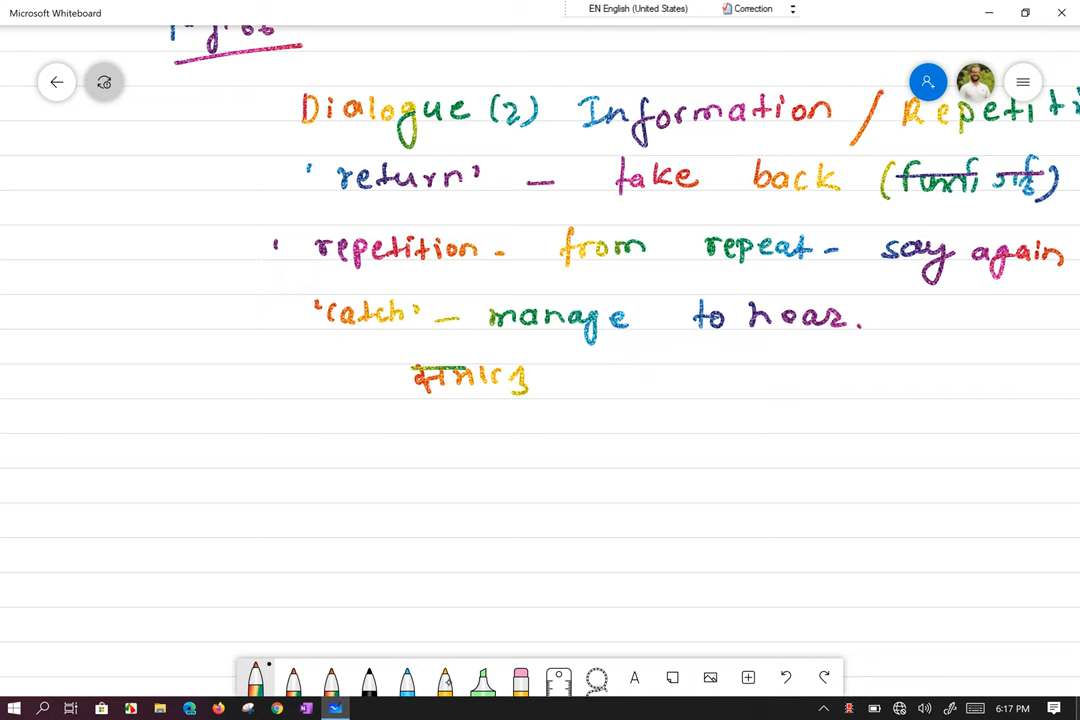 Microsoft Whiteboard
EN English (United States) Correction
Dialogue (2) Information / Repetiti
'return' - take back
' repetition - from repeat - say again
'catch' - manage to hear.
6:17 PM